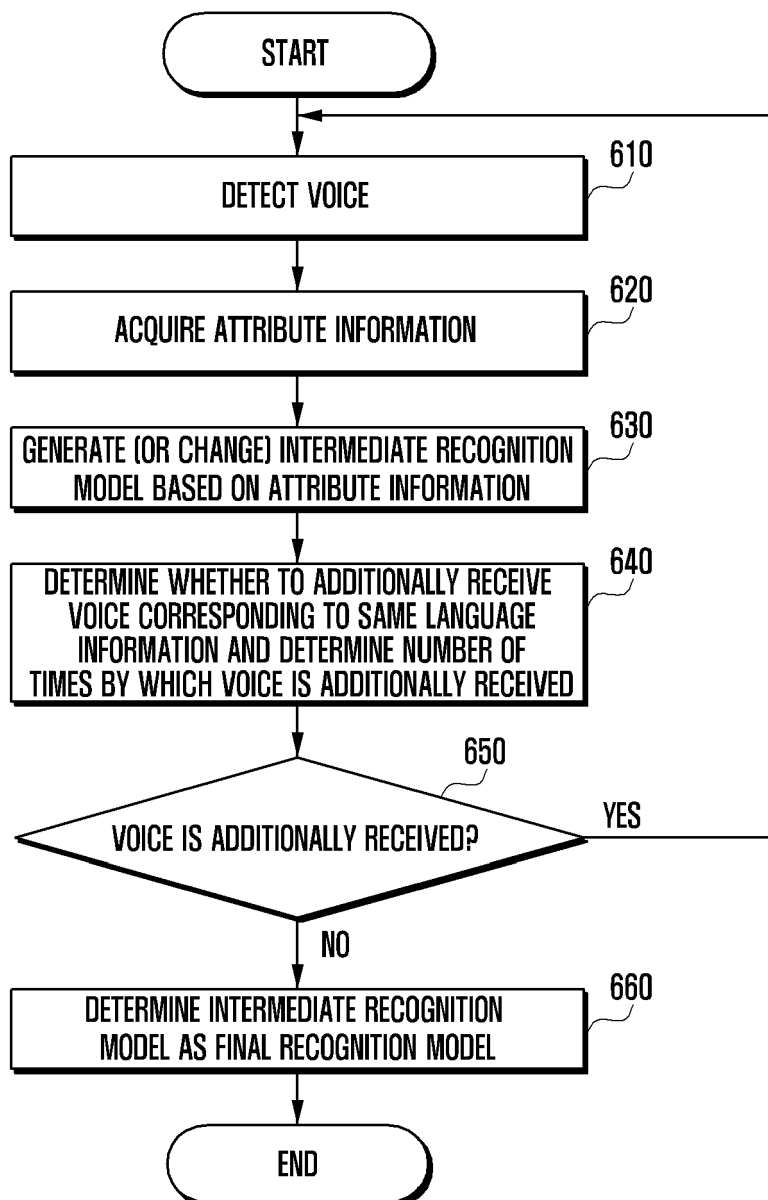 START
610
DETECT VOICE
620
ACQUIRE ATTRIBUTE INFORMATION
630
GENERATE (OR CHANGE) INTERMEDIATE RECOGNITION
MODEL BASED ON ATTRIBUTE INFORMATION
640
DETERMINE WHETHER TO ADDITIONALLY RECEIVE
VOICE CORRESPONDING TO SAME LANGUAGE
INFORMATION AND DETERMINE NUMBER OF
TIMES BY WHICH VOICE IS ADDITIONALLY RECEIVED
650
VOICE IS ADDITIONALLY RECEIVED?
YES
NO
660
DETERMINE INTERMEDIATE RECOGNITION
MODEL AS FINAL RECOGNITION MODEL
END